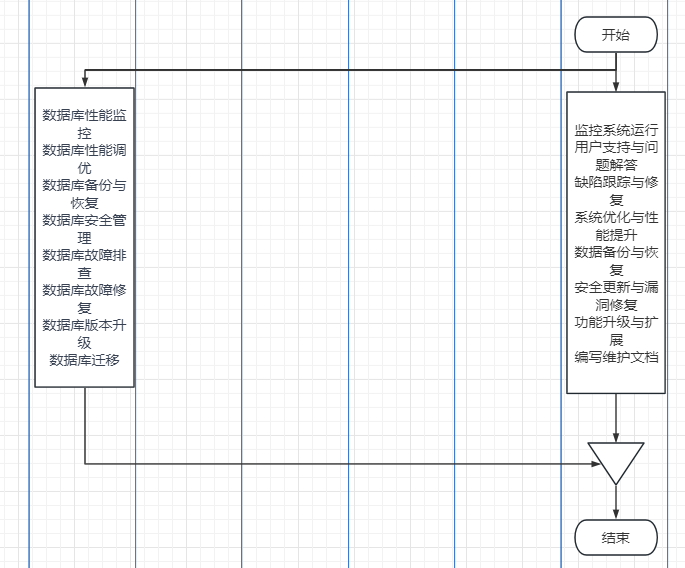 开始
数据库性能监
控
数据库性能调
优
数据库备份与
恢复
数据库安全管
理
数据库故障排
查
数据库故障修
复
数据库版本升
级
数据库迁移
监控系统运行
用户支持与问
题解答
缺陷跟踪与修
复
系统优化与性
能提升
数据备份与恢
复
安全更新与漏
洞修复
功能升级与扩
展
编写维护文档
结束